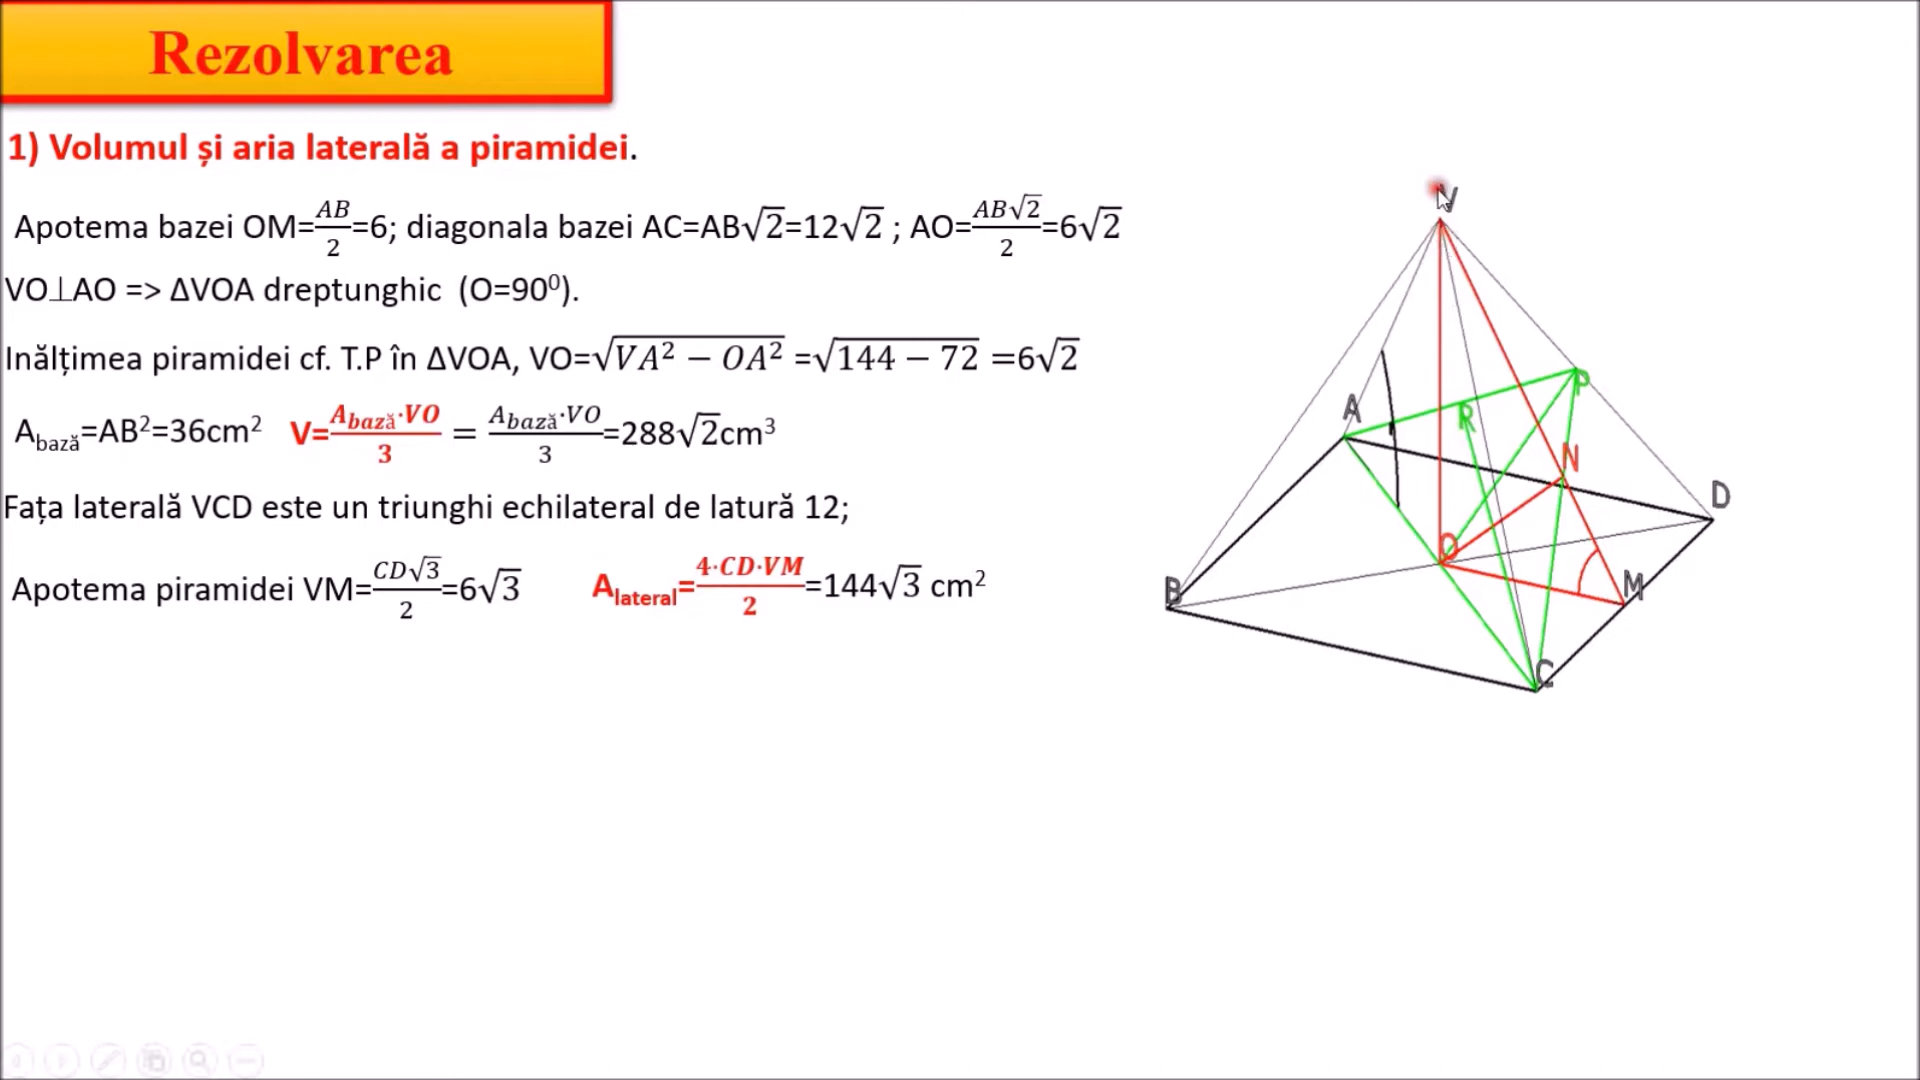 Rezolvarea
1) Volumul și aria laterală a piramidei.
Apotema bazei OM=AB/2=6; diagonala bazei AC=AB√2=12√2 ; AO=AB√2/2=6√2
VO⊥AO => ΔVOA dreptunghic (O=90⁰).
Inălțimea piramidei cf. T.P în ΔVOA, VO=√(VA² − OA²) =√(144 − 72) =6√2
A_bază=AB²=36cm² V=A_bază·VO/3 = A_bază·VO/3=288√2cm³
Fața laterală VCD este un triunghi echilateral de latură 12;
Apotema piramidei VM=CD√3/2=6√3 A_lateral=4·CD·VM/2=144√3 cm²
V
A
P
R
N
D
O
B
M
C